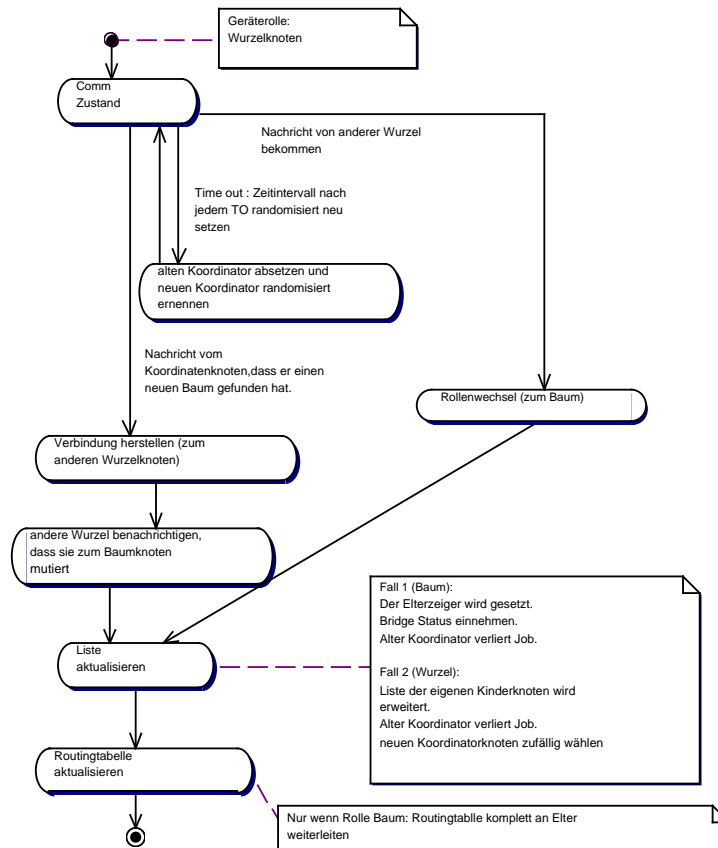 Geräterolle:
Wurzelknoten
Comm
Zustand
Nachricht von anderer Wurzel
bekommen
Time out : Zeitintervall nach
jedem TO randomisiert neu
setzen
alten Koordinator absetzen und
neuen Koordinator randomisiert
ernennen
Nachricht vom
Koordinatenknoten,dass er einen
neuen Baum gefunden hat.
Rollenwechsel (zum Baum)
Verbindung herstellen (zum
anderen Wurzelknoten)
andere Wurzel benachrichtigen,
dass sie zum Baumknoten
mutiert
Fall 1 (Baum):
Der Elterzeiger wird gesetzt.
Bridge Status einnehmen.
Alter Koordinator verliert Job.
Fall 2 (Wurzel):
Liste der eigenen Kinderknoten wird
erweitert.
Alter Koordinator verliert Job.
neuen Koordinatorknoten zufällig wählen
Liste
aktualisieren
Routingtabelle
aktualisieren
Nur wenn Rolle Baum: Routingtablle komplett an Elter
weiterleiten